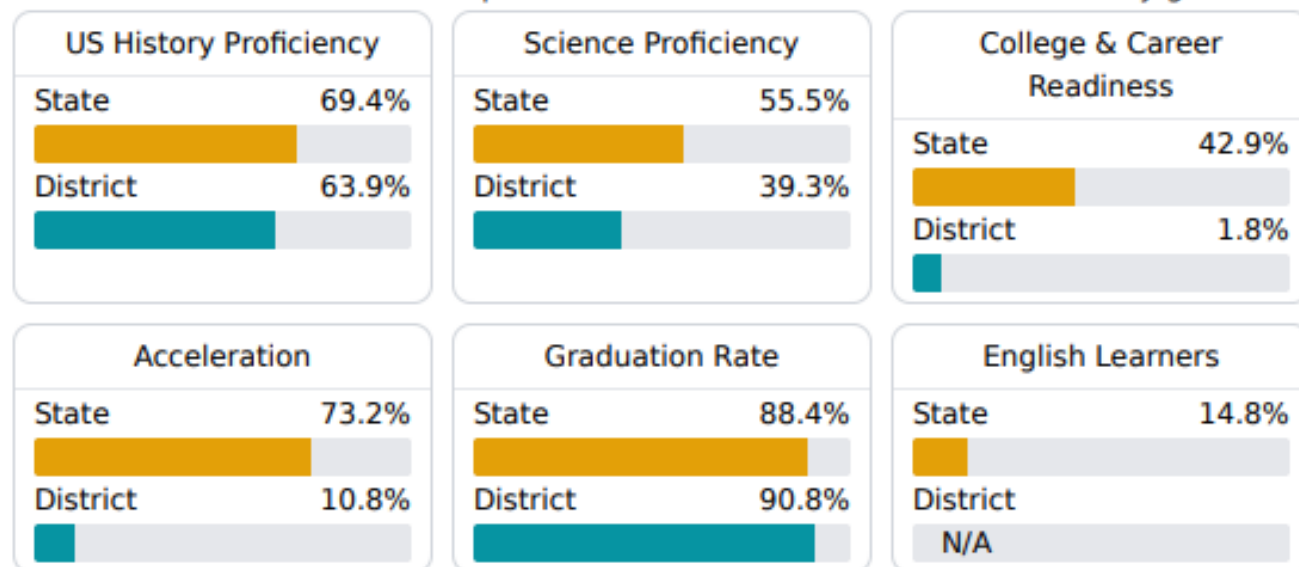 US History Proficiency
State 69.4%
District 63.9%
Science Proficiency
State 55.5%
District 39.3%
College & Career
Readiness
State 42.9%
District 1.8%
Acceleration
State 73.2%
District 10.8%
Graduation Rate
State 88.4%
District 90.8%
English Learners
State 14.8%
District
N/A